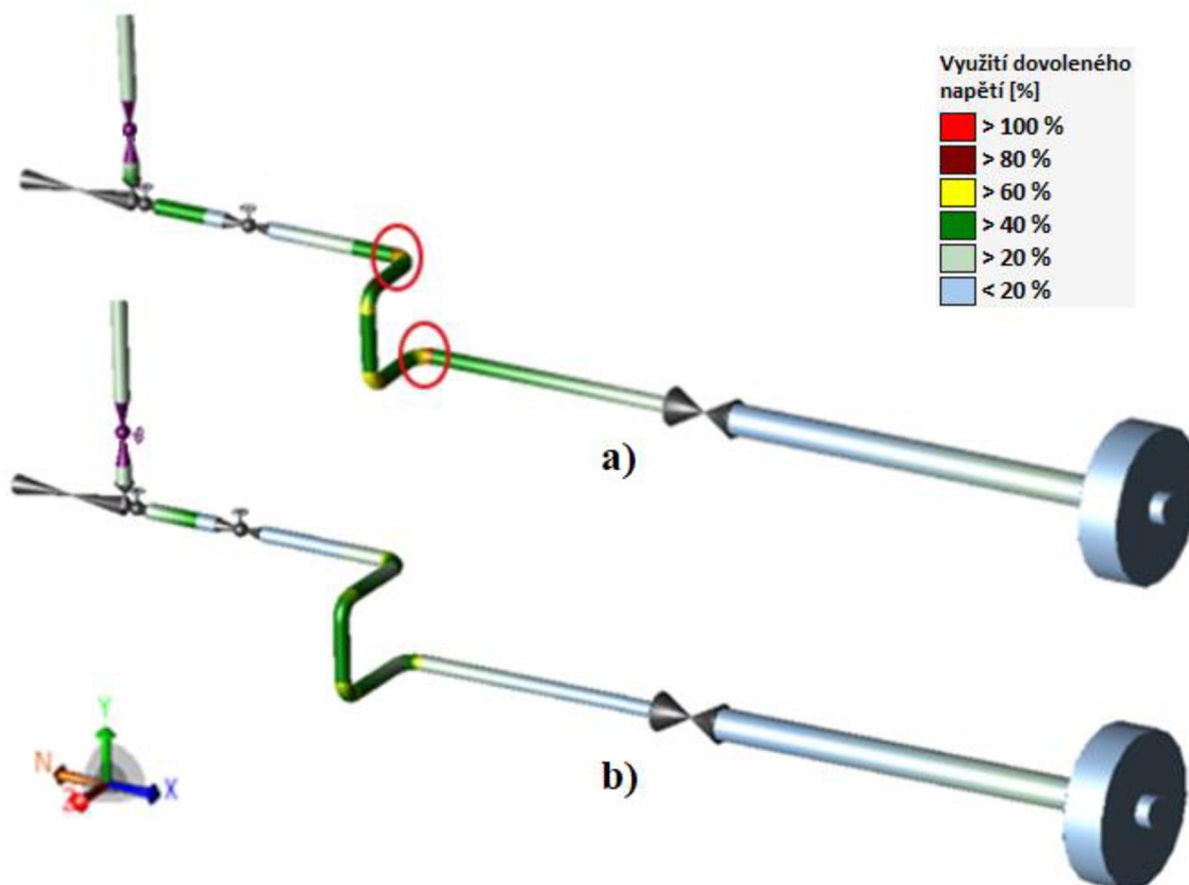 Využití dovoleného
napětí [%]
> 100 %
> 80 %
> 60 %
> 40 %
> 20 %
< 20 %
a)
b)
Y
N
Z
X